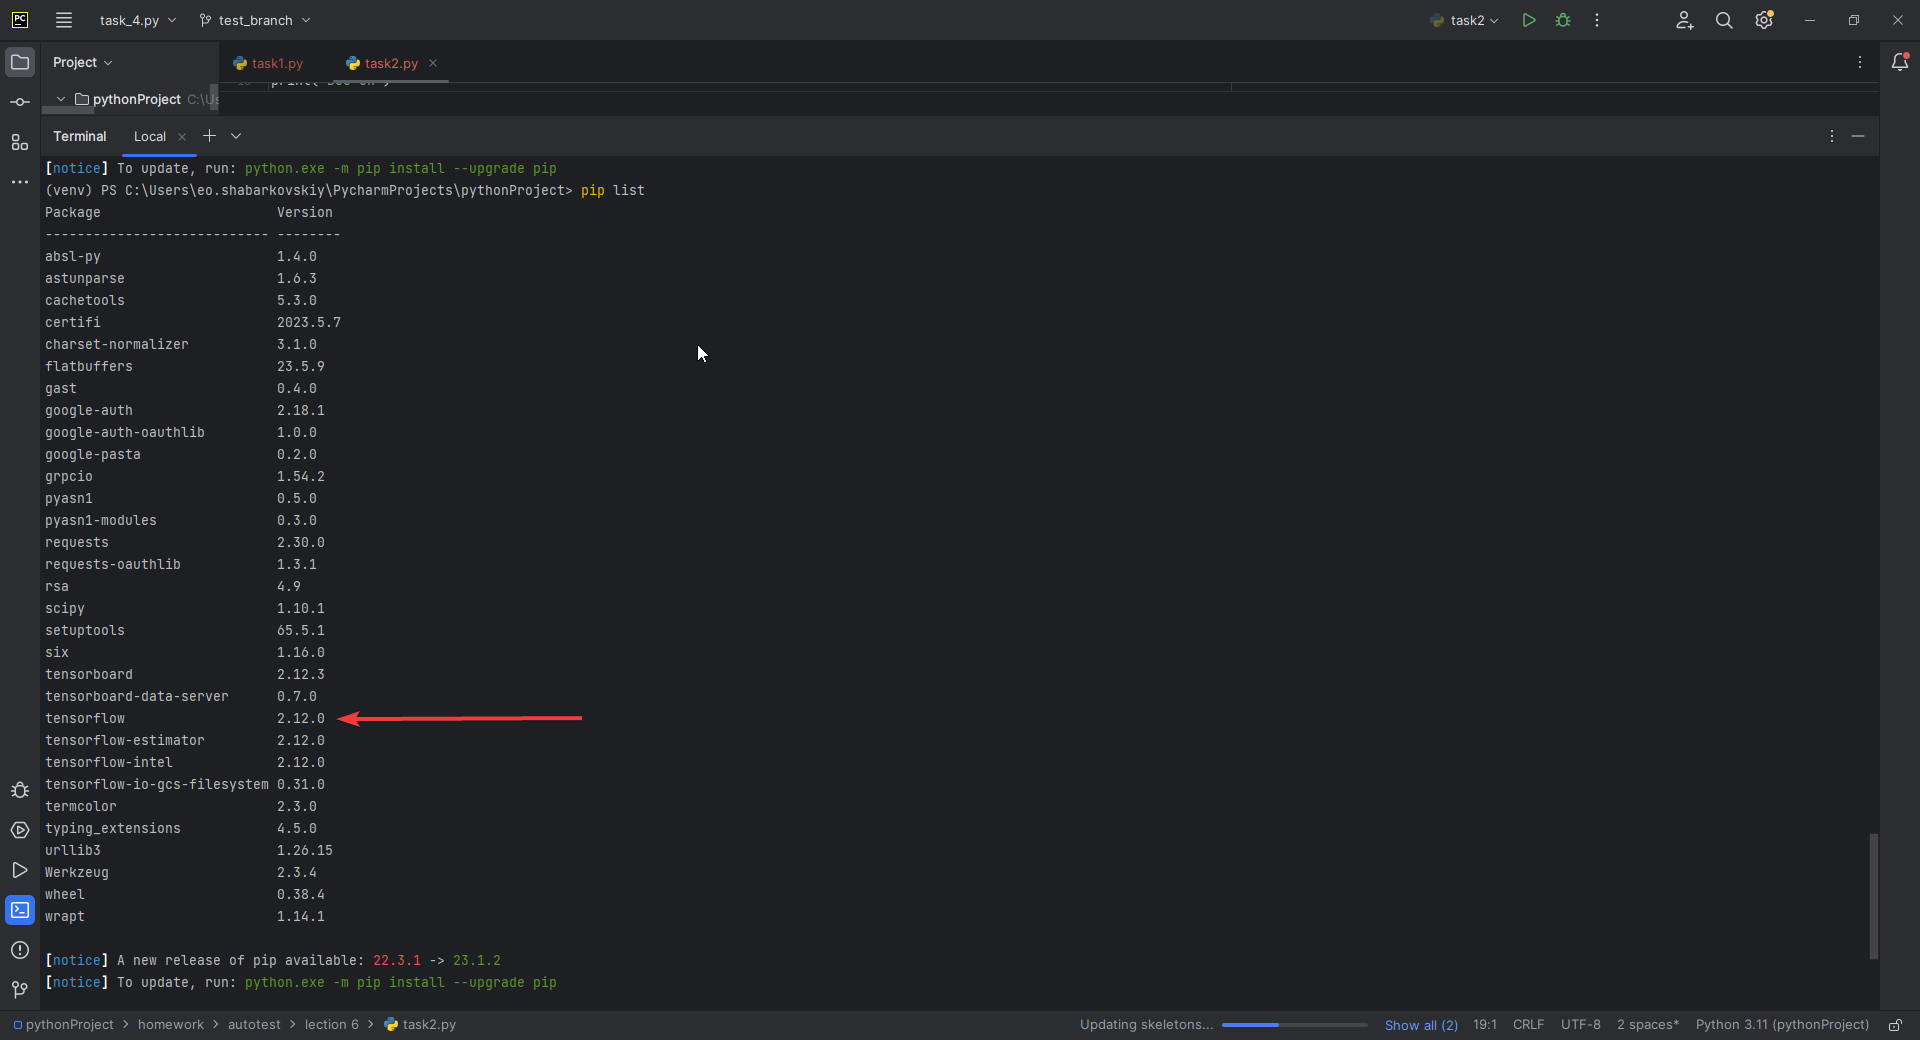 PC task_4.py test_branch task2
Project task1.py task2.py
pythonProject C:\Us
Terminal Local
[notice] To update, run: python.exe -m pip install --upgrade pip
(venv) PS C:\Users\eo.shabarkovskiy\PycharmProjects\pythonProject> pip list
Package Version
---------------------------- --------
absl-py 1.4.0
astunparse 1.6.3
cachetools 5.3.0
certifi 2023.5.7
charset-normalizer 3.1.0
flatbuffers 23.5.9
gast 0.4.0
google-auth 2.18.1
google-auth-oauthlib 1.0.0
google-pasta 0.2.0
grpcio 1.54.2
pyasn1 0.5.0
pyasn1-modules 0.3.0
requests 2.30.0
requests-oauthlib 1.3.1
rsa 4.9
scipy 1.10.1
setuptools 65.5.1
six 1.16.0
tensorboard 2.12.3
tensorboard-data-server 0.7.0
tensorflow 2.12.0
tensorflow-estimator 2.12.0
tensorflow-intel 2.12.0
tensorflow-io-gcs-filesystem 0.31.0
termcolor 2.3.0
typing_extensions 4.5.0
urllib3 1.26.15
Werkzeug 2.3.4
wheel 0.38.4
wrapt 1.14.1
[notice] A new release of pip available: 22.3.1 -> 23.1.2
[notice] To update, run: python.exe -m pip install --upgrade pip
pythonProject > homework > autotest > lection 6 > task2.py Updating skeletons... Show all (2) 19:1 CRLF UTF-8 2 spaces* Python 3.11 (pythonProject)